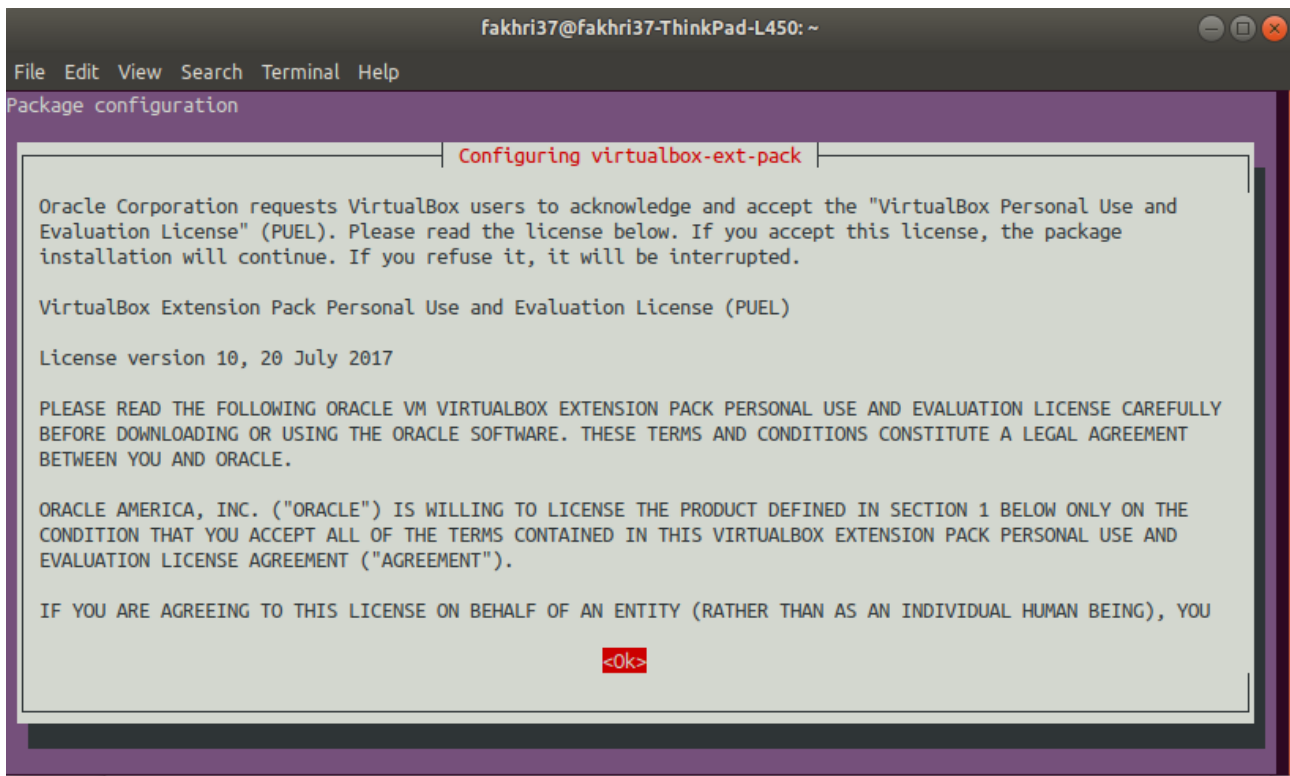 fakhri37@fakhri37-ThinkPad-L450: ~
File Edit View Search Terminal Help
Package configuration
Configuring virtualbox-ext-pack
Oracle Corporation requests VirtualBox users to acknowledge and accept the "VirtualBox Personal Use and
Evaluation License" (PUEL). Please read the license below. If you accept this license, the package
installation will continue. If you refuse it, it will be interrupted.
VirtualBox Extension Pack Personal Use and Evaluation License (PUEL)
License version 10, 20 July 2017
PLEASE READ THE FOLLOWING ORACLE VM VIRTUALBOX EXTENSION PACK PERSONAL USE AND EVALUATION LICENSE CAREFULLY
BEFORE DOWNLOADING OR USING THE ORACLE SOFTWARE. THESE TERMS AND CONDITIONS CONSTITUTE A LEGAL AGREEMENT
BETWEEN YOU AND ORACLE.
ORACLE AMERICA, INC. ("ORACLE") IS WILLING TO LICENSE THE PRODUCT DEFINED IN SECTION 1 BELOW ONLY ON THE
CONDITION THAT YOU ACCEPT ALL OF THE TERMS CONTAINED IN THIS VIRTUALBOX EXTENSION PACK PERSONAL USE AND
EVALUATION LICENSE AGREEMENT ("AGREEMENT").
IF YOU ARE AGREEING TO THIS LICENSE ON BEHALF OF AN ENTITY (RATHER THAN AS AN INDIVIDUAL HUMAN BEING), YOU
<Ok>